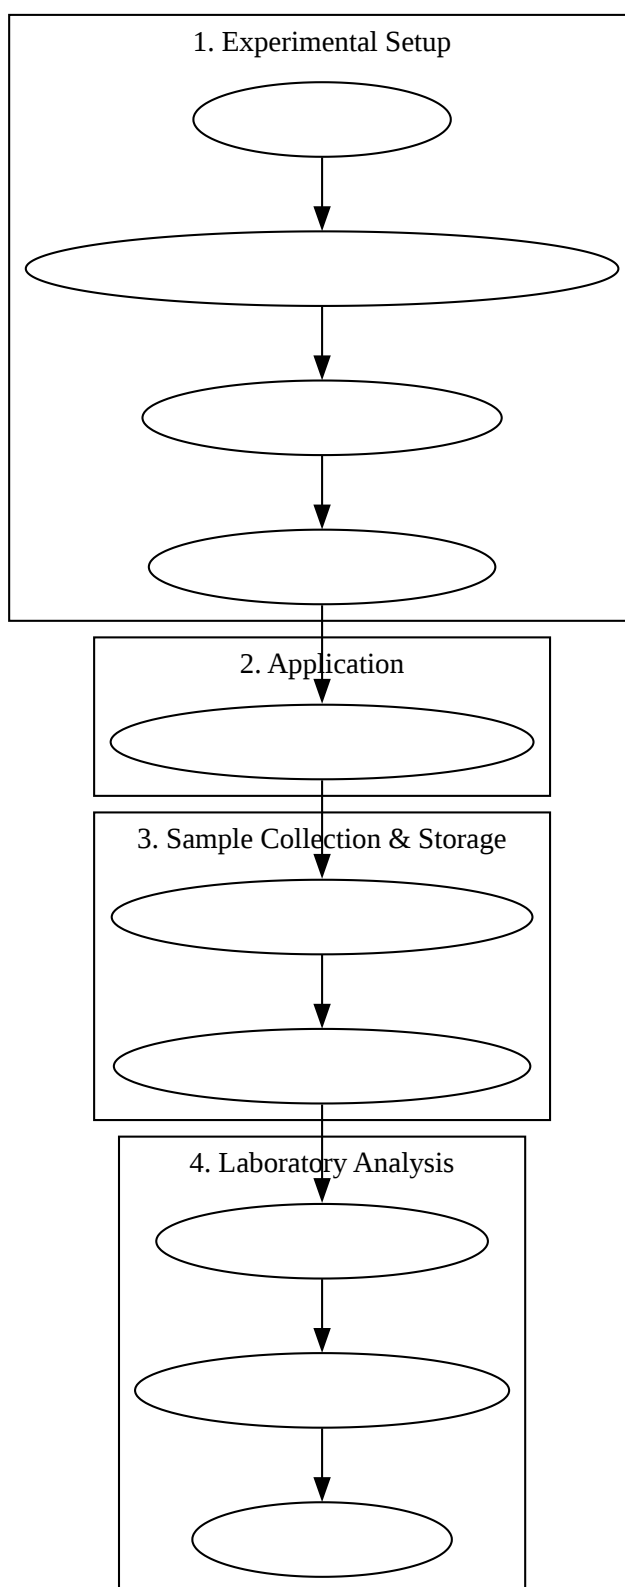 1. Experimental Setup
2. Application
3. Sample Collection & Storage
4. Laboratory Analysis